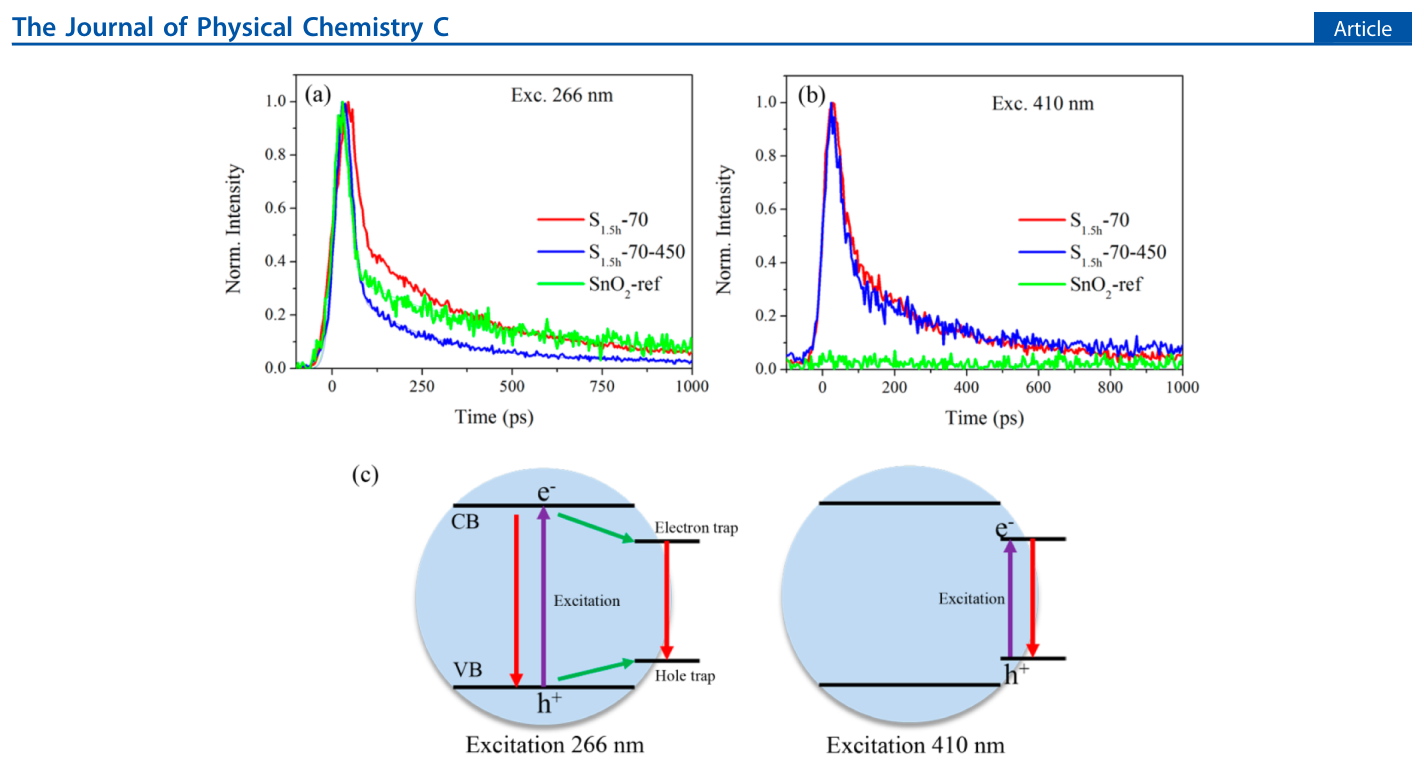 The Journal of Physical Chemistry C
Article
(a)
Exc. 266 nm
1.0
0.8
0.6
0.4
0.2
0.0
Norm. Intensity
S1.5h-70
S1.5h-70-450
SnO2-ref
0
250
500
750
1000
Time (ps)
(b)
Exc. 410 nm
1.0
0.8
0.6
0.4
0.2
0.0
Norm. Intensity
S1.5h-70
S1.5h-70-450
SnO2-ref
0
200
400
600
800
1000
Time (ps)
(c)
e-
CB
Electron trap
Excitation
VB
Hole trap
h+
Excitation 266 nm
e-
Excitation
h+
Excitation 410 nm